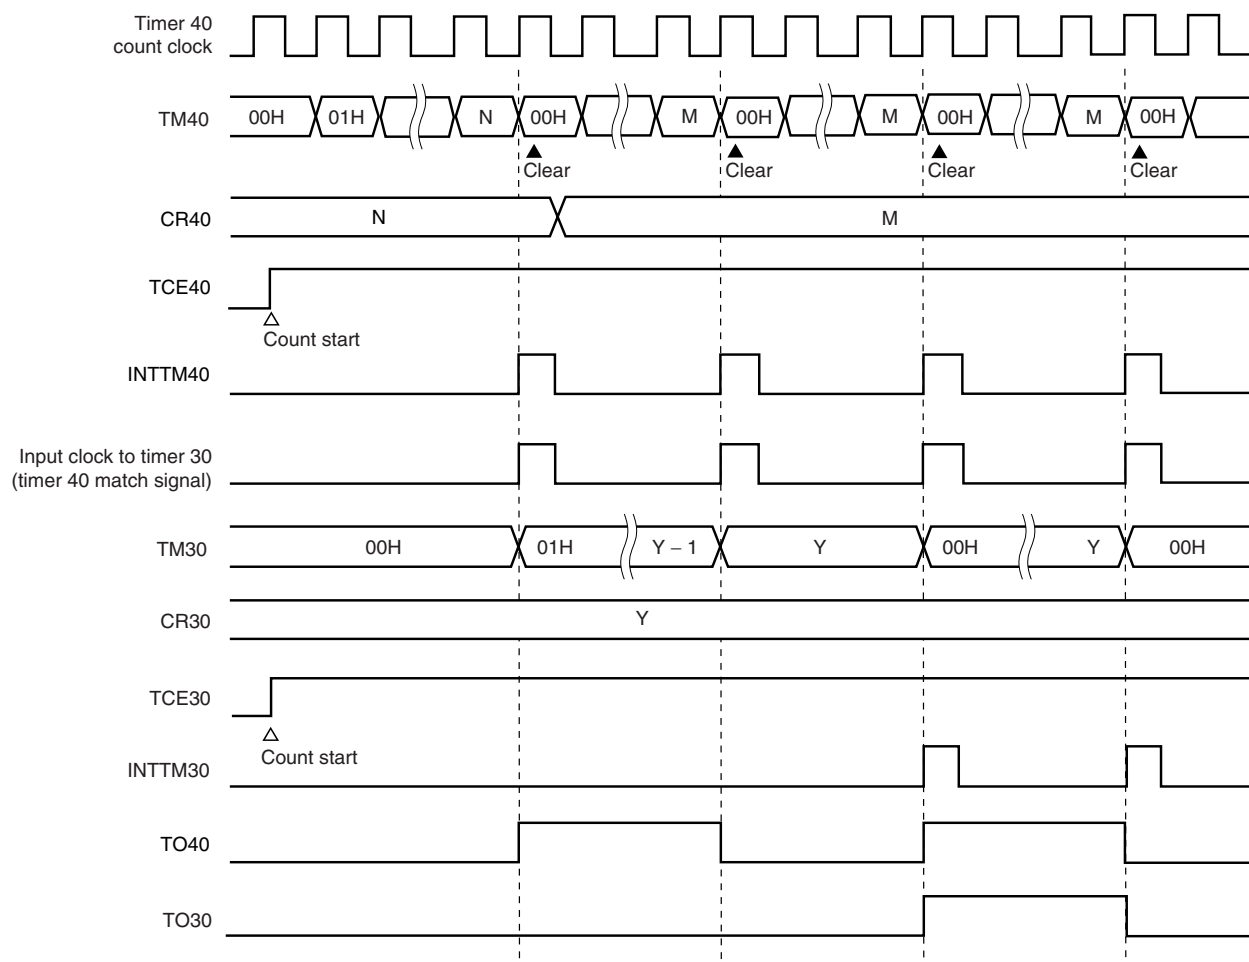 Timer 40
count clock
TM40 00H 01H N 00H M 00H M 00H M 00H
Clear Clear Clear Clear
CR40 N M
TCE40
Count start
INTTM40
Input clock to timer 30
(timer 40 match signal)
TM30 00H 01H Y – 1 Y 00H Y 00H
CR30 Y
TCE30
Count start
INTTM30
TO40
TO30